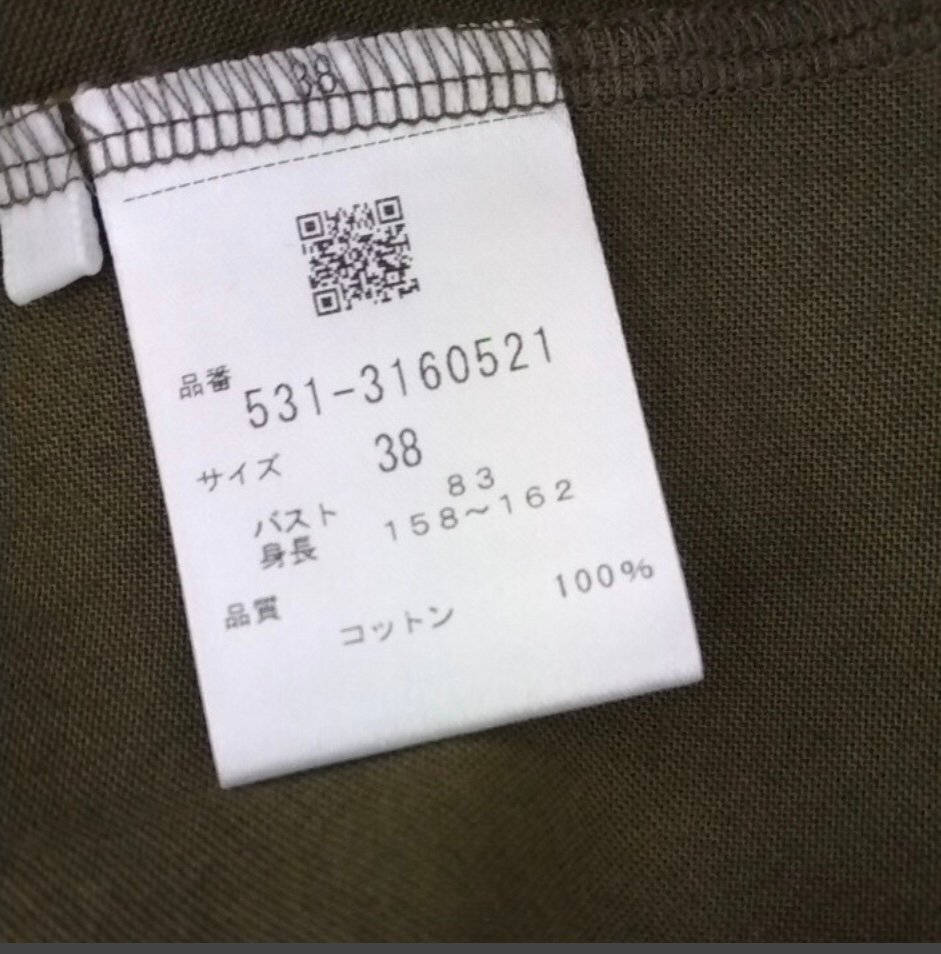 38
品番 531-3160521
サイズ 38
バスト 83
身長 158～162
品質
コットン 100%